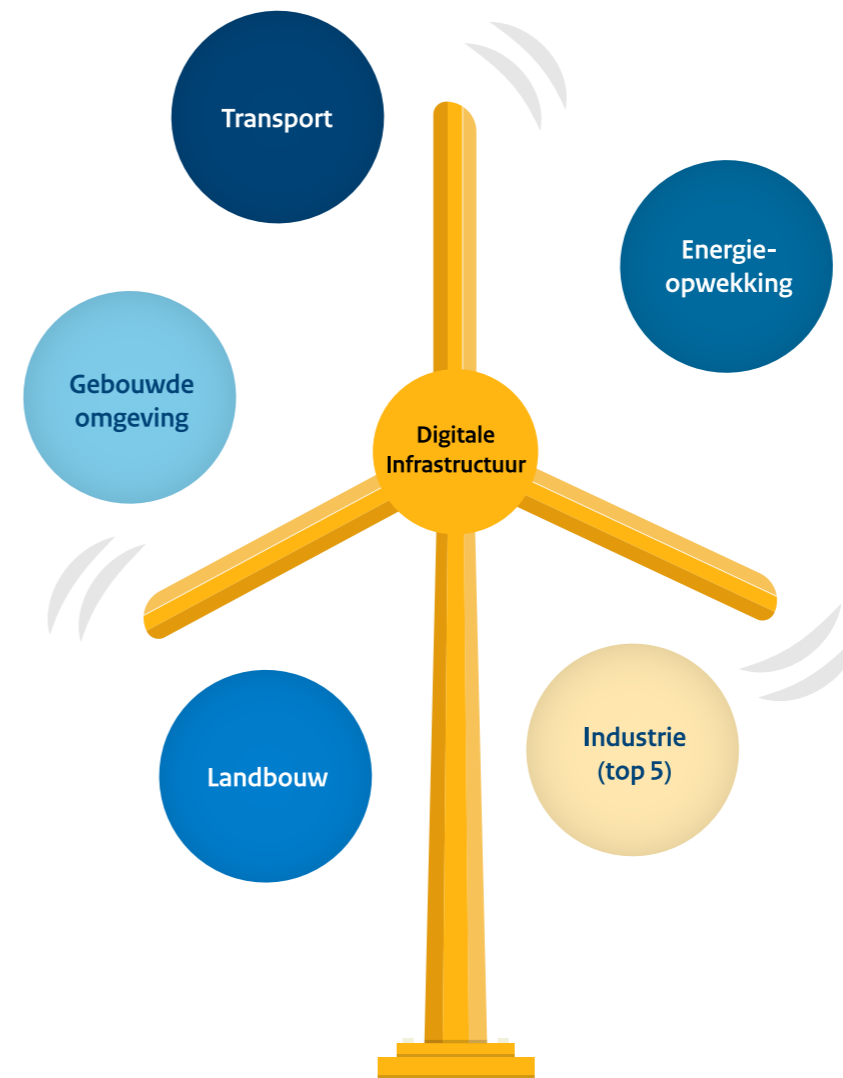 Transport
Energie-
opwekking
Gebouwde
omgeving
Digitale
Infrastructuur
Industrie
(top 5)
Landbouw